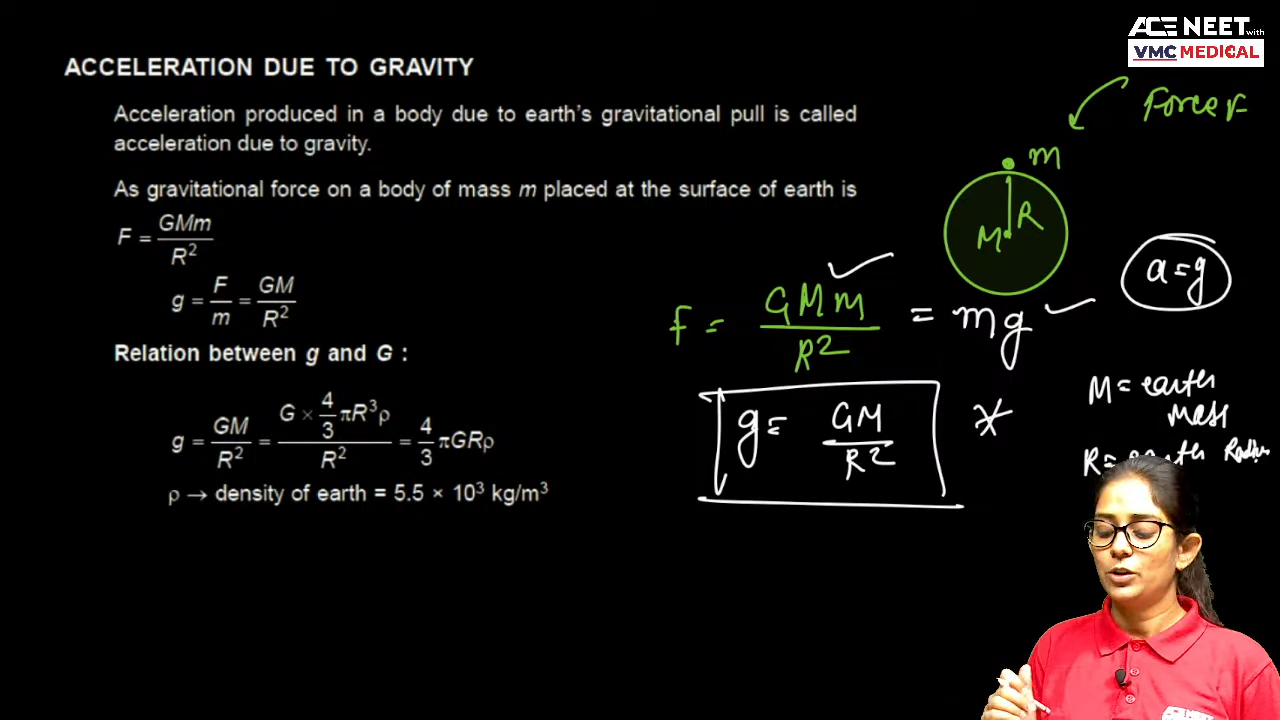 ACE NEET with
VMC MEDICAL
ACCELERATION DUE TO GRAVITY
Acceleration produced in a body due to earth's gravitational pull is called
acceleration due to gravity.
As gravitational force on a body of mass m placed at the surface of earth is
F = GMm / R²
g = F/m = GM/R²
Relation between g and G :
g = GM/R² = G × 4/3 πR³ρ / R² = 4/3 πGRρ
ρ → density of earth = 5.5 × 10³ kg/m³
Force F
m
R
M
a = g
F = GMm / R² = mg
g = GM / R²
M = earth
Mass
R = earth Radius